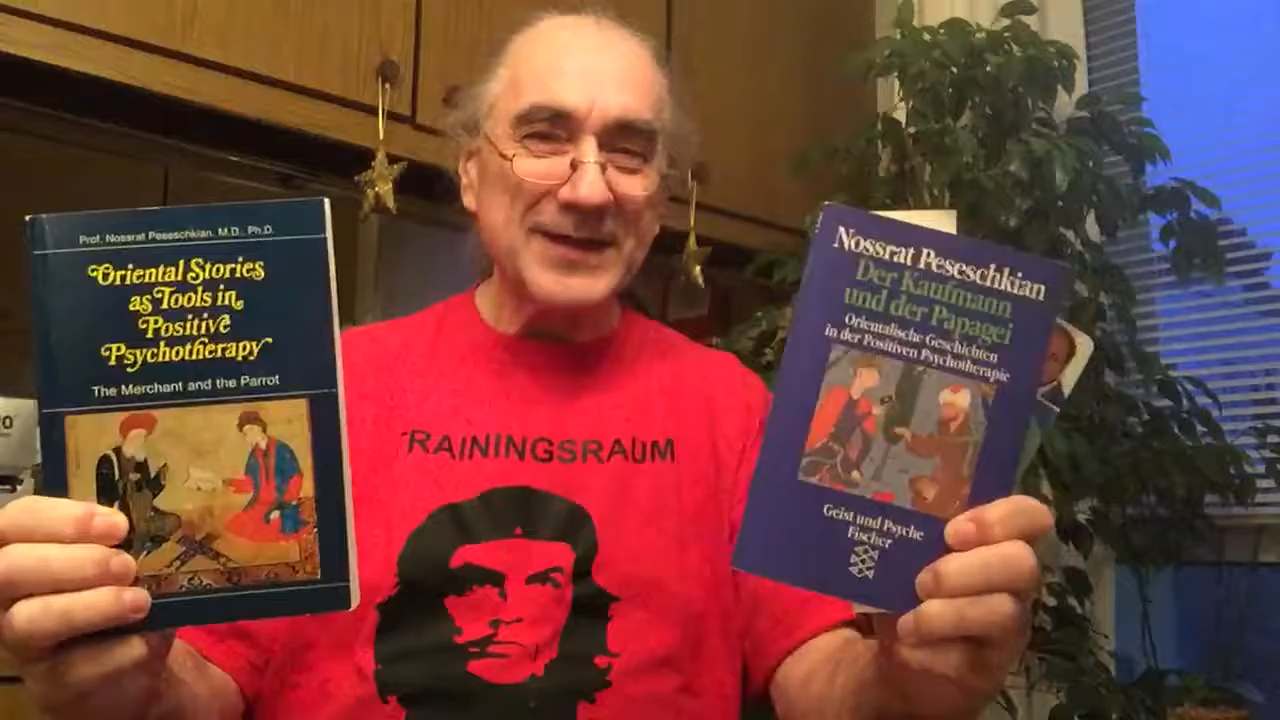 Prof. Nossrat Peseschkian, M.D., Ph.D.
Oriental Stories
as Tools in
Positive
Psychotherapy
The Merchant and the Parrot
TRAININGSRAUM
Nossrat Peseschkian
Der Kaufmann
und der Papagei
Orientalische Geschichten
in der Positiven Psychotherapie
Geist und Psyche
Fischer